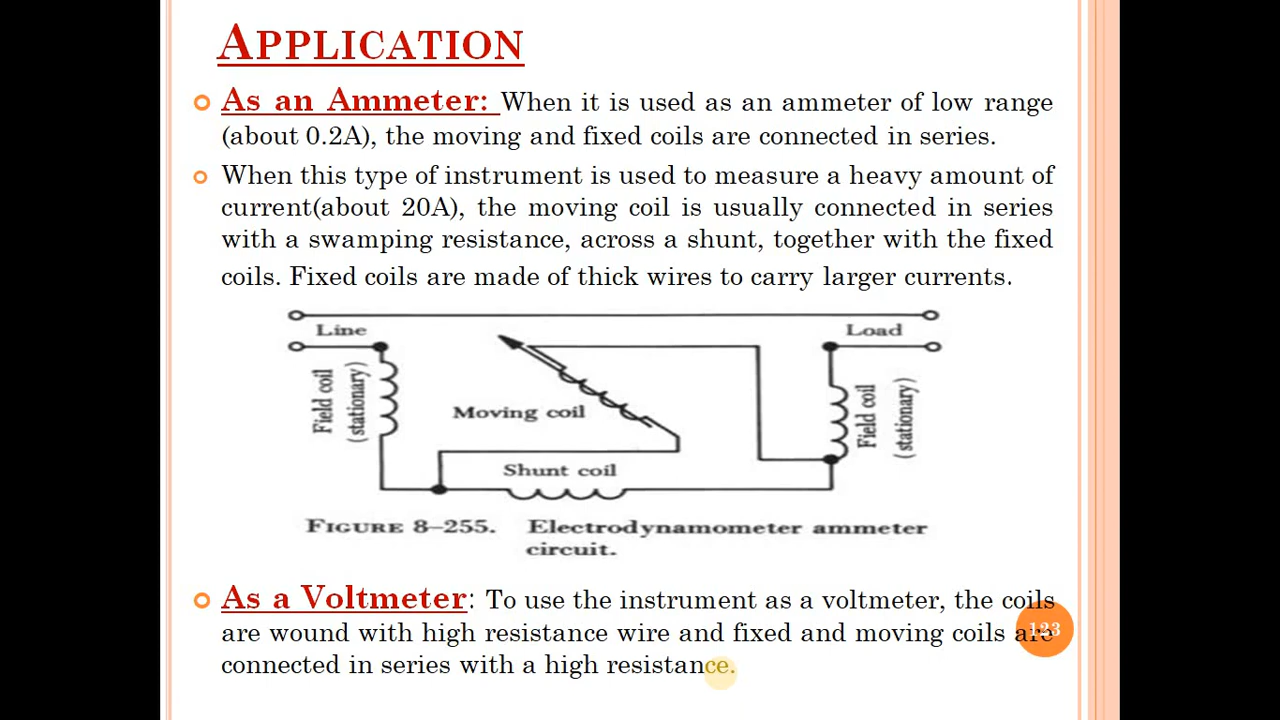 APPLICATION
As an Ammeter: When it is used as an ammeter of low range
(about 0.2A), the moving and fixed coils are connected in series.
When this type of instrument is used to measure a heavy amount of
current(about 20A), the moving coil is usually connected in series
with a swamping resistance, across a shunt, together with the fixed
coils. Fixed coils are made of thick wires to carry larger currents.
Line
Load
Field coil
(stationary)
Moving coil
Field coil
(stationary)
Shunt coil
FIGURE 8–255. Electrodynamometer ammeter
circuit.
As a Voltmeter: To use the instrument as a voltmeter, the coils
are wound with high resistance wire and fixed and moving coils are
connected in series with a high resistance.
123